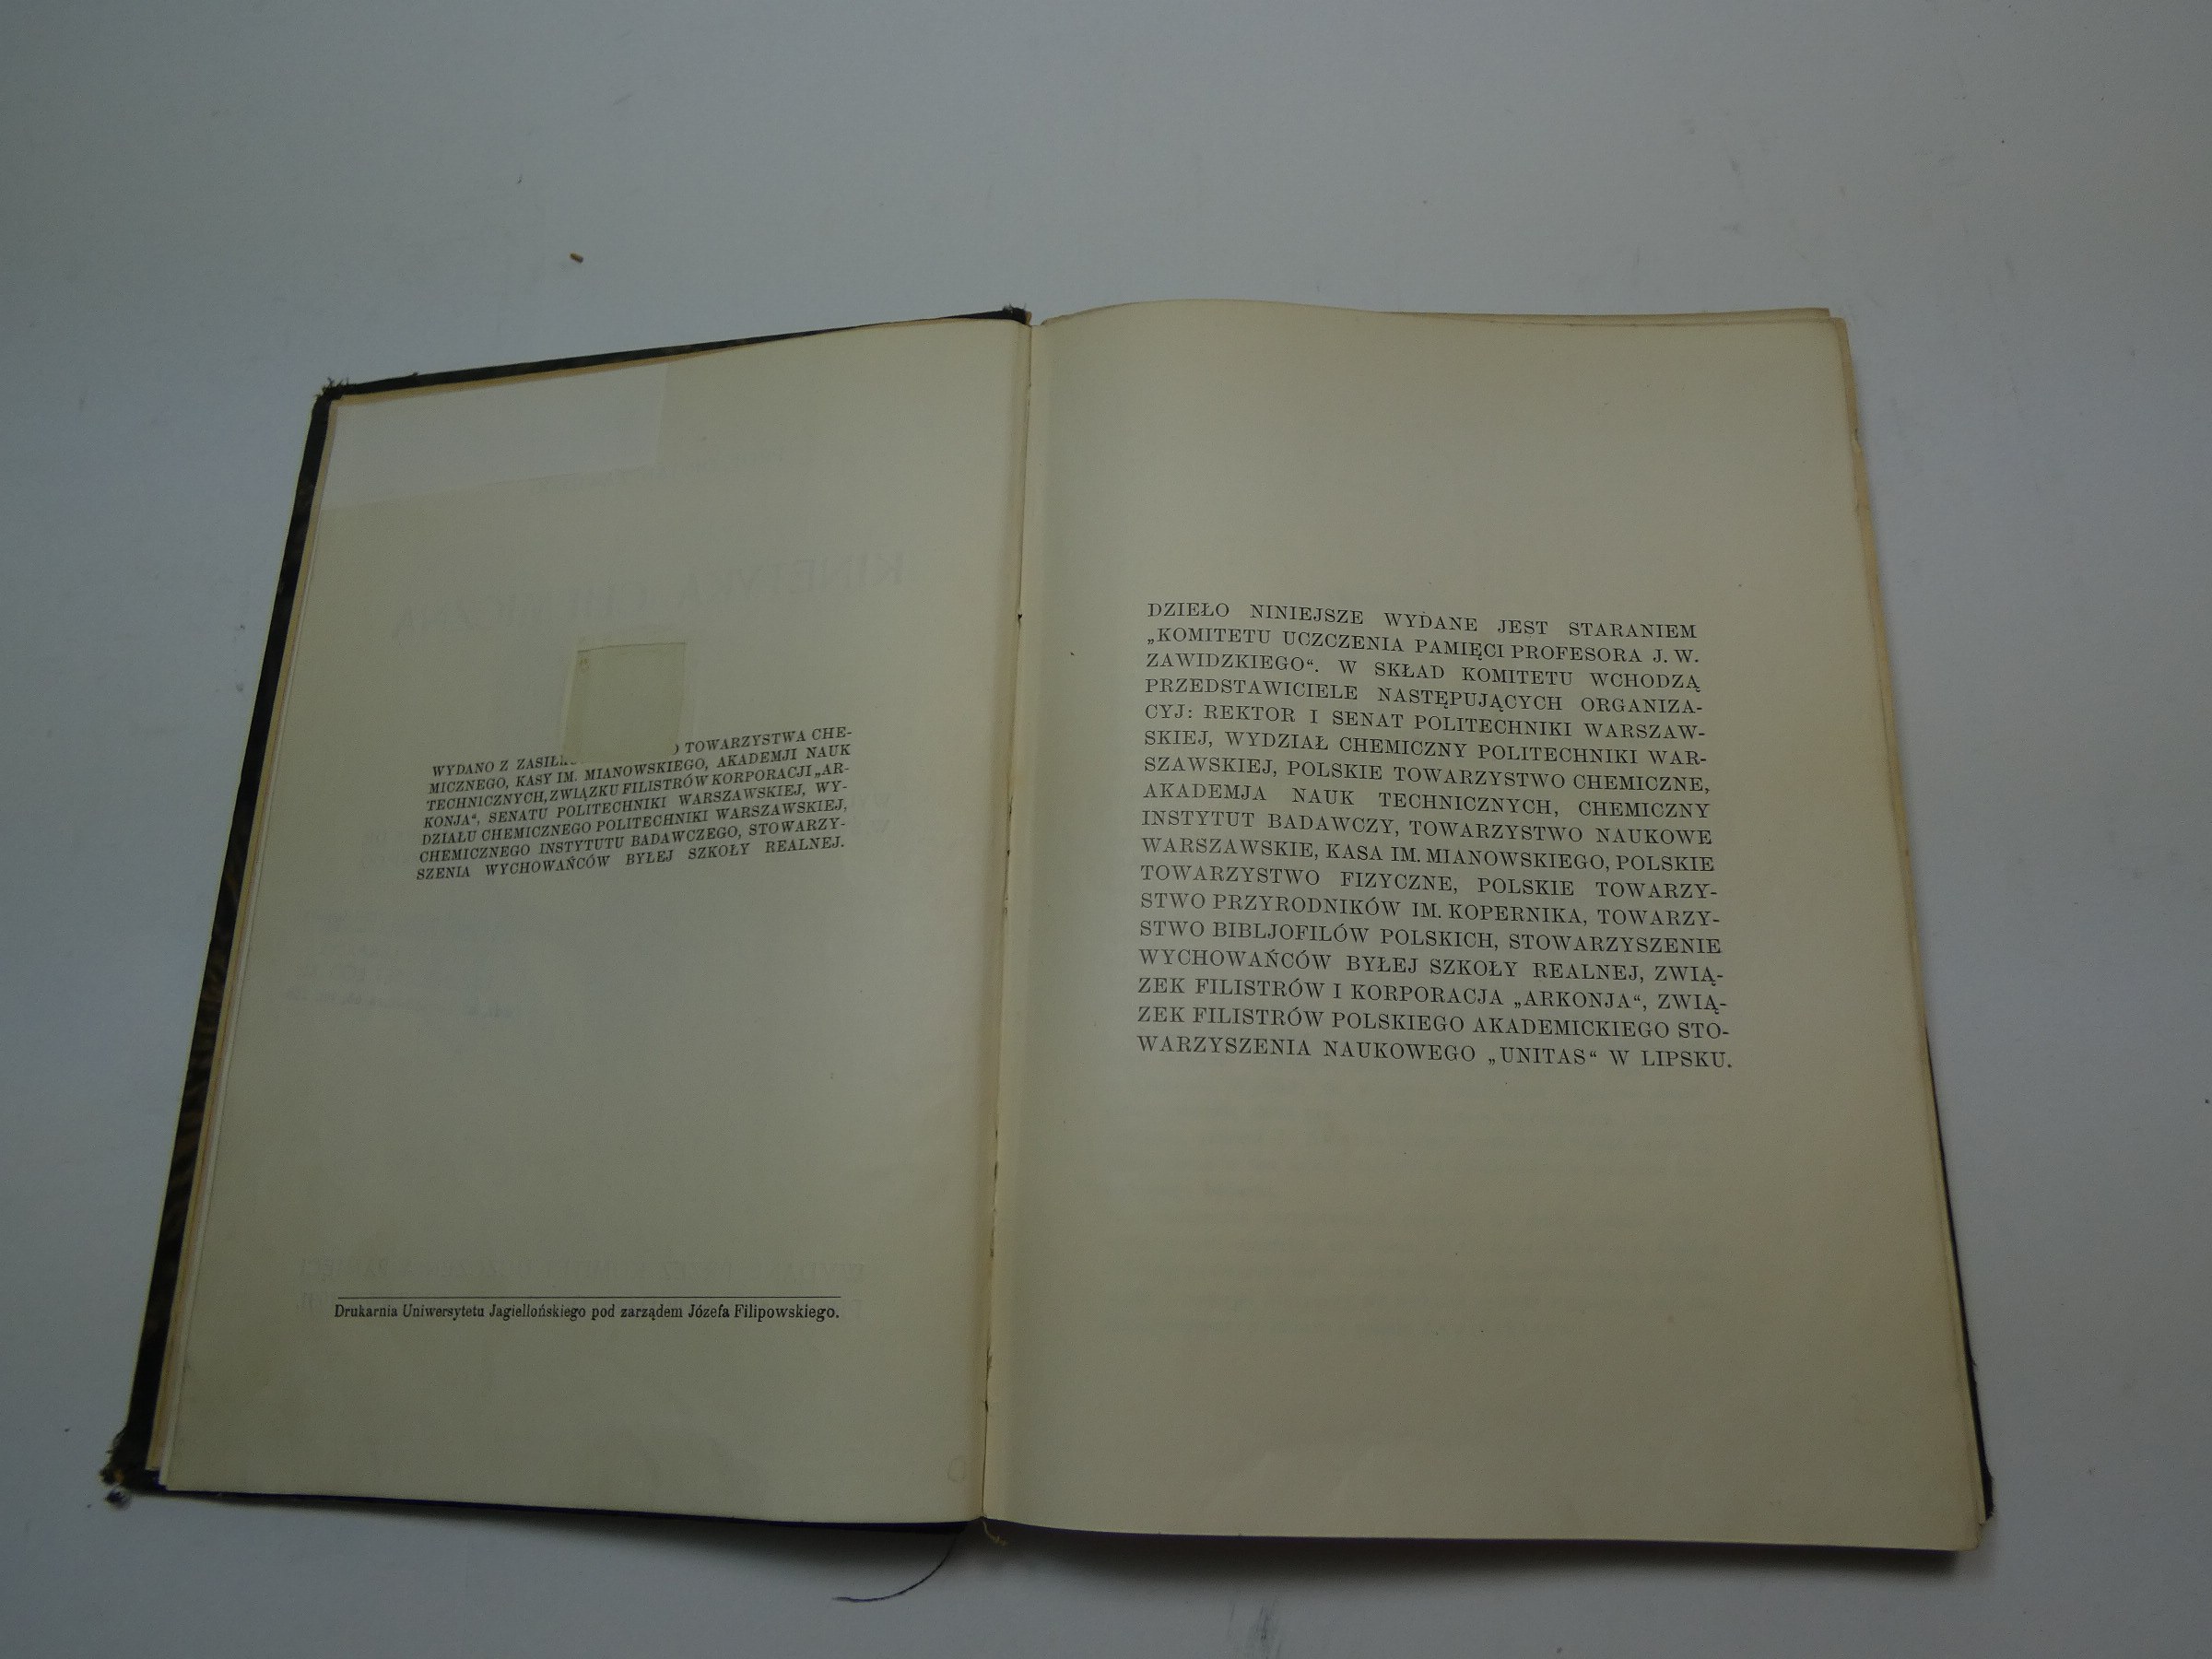 WYDANO Z ZASIŁ TOWARZYSTWA CHE-
MICZNEGO, KASY IM. MIANOWSKIEGO, AKADEMJI NAUK
TECHNICZNYCH, ZWIĄZKU FILISTRÓW KORPORACJI „AR-
KONJA“, SENATU POLITECHNIKI WARSZAWSKIEJ, WY-
DZIAŁU CHEMICZNEGO POLITECHNIKI WARSZAWSKIEJ,
CHEMICZNEGO INSTYTUTU BADAWCZEGO, STOWARZY-
SZENIA WYCHOWAŃCÓW BYŁEJ SZKOŁY REALNEJ.
Drukarnia Uniwersytetu Jagiellońskiego pod zarządem Józefa Filipowskiego.
DZIEŁO NINIEJSZE WYDANE JEST STARANIEM
„KOMITETU UCZCZENIA PAMIĘCI PROFESORA J. W.
ZAWIDZKIEGO“. W SKŁAD KOMITETU WCHODZĄ
PRZEDSTAWICIELE NASTĘPUJĄCYCH ORGANIZA-
CYJ: REKTOR I SENAT POLITECHNIKI WARSZAW-
SKIEJ, WYDZIAŁ CHEMICZNY POLITECHNIKI WAR-
SZAWSKIEJ, POLSKIE TOWARZYSTWO CHEMICZNE,
AKADEMJA NAUK TECHNICZNYCH, CHEMICZNY
INSTYTUT BADAWCZY, TOWARZYSTWO NAUKOWE
WARSZAWSKIE, KASA IM. MIANOWSKIEGO, POLSKIE
TOWARZYSTWO FIZYCZNE, POLSKIE TOWARZY-
STWO PRZYRODNIKÓW IM. KOPERNIKA, TOWARZY-
STWO BIBLJOFILÓW POLSKICH, STOWARZYSZENIE
WYCHOWAŃCÓW BYŁEJ SZKOŁY REALNEJ, ZWIĄ-
ZEK FILISTRÓW I KORPORACJA „ARKONJA“, ZWIĄ-
ZEK FILISTRÓW POLSKIEGO AKADEMICKIEGO STO-
WARZYSZENIA NAUKOWEGO „UNITAS“ W LIPSKU.